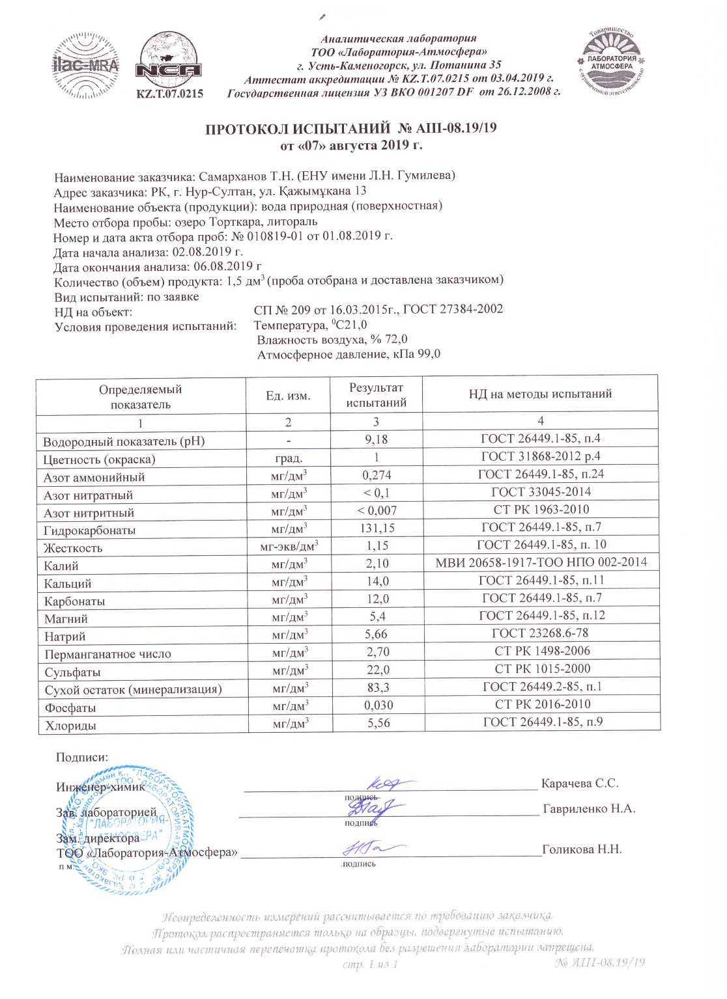 Аналитическая лаборатория
ТОО «Лаборатория-Атмосфера»
г. Усть-Каменогорск, ул. Потанина 35
Аттестат аккредитации № KZ.T.07.0215 от 03.04.2019 г.
Государственная лицензия УЗ ВКО 001207 DF от 26.12.2008 г.
ilac-MRA
NCA
KZ.T.07.0215
Товарищество
ЛАБОРАТОРИЯ
АТМОСФЕРА
с ограниченной ответственностью
ПРОТОКОЛ ИСПЫТАНИЙ № АШ-08.19/19
от «07» августа 2019 г.
Наименование заказчика: Самарханов Т.Н. (ЕНУ имени Л.Н. Гумилева)
Адрес заказчика: РК, г. Нур-Султан, ул. Қажымұкана 13
Наименование объекта (продукции): вода природная (поверхностная)
Место отбора пробы: озеро Торткара, литораль
Номер и дата акта отбора проб: № 010819-01 от 01.08.2019 г.
Дата начала анализа: 02.08.2019 г.
Дата окончания анализа: 06.08.2019 г
Количество (объем) продукта: 1,5 дм³ (проба отобрана и доставлена заказчиком)
Вид испытаний: по заявке
НД на объект: СП № 209 от 16.03.2015г., ГОСТ 27384-2002
Условия проведения испытаний: Температура, ⁰С21,0
Влажность воздуха, % 72,0
Атмосферное давление, кПа 99,0
Определяемый показатель Ед. изм. Результат испытаний НД на методы испытаний
1 2 3 4
Водородный показатель (рН) - 9,18 ГОСТ 26449.1-85, п.4
Цветность (окраска) град. 1 ГОСТ 31868-2012 р.4
Азот аммонийный мг/дм³ 0,274 ГОСТ 26449.1-85, п.24
Азот нитратный мг/дм³ < 0,1 ГОСТ 33045-2014
Азот нитритный мг/дм³ < 0,007 СТ РК 1963-2010
Гидрокарбонаты мг/дм³ 131,15 ГОСТ 26449.1-85, п.7
Жесткость мг-экв/дм³ 1,15 ГОСТ 26449.1-85, п. 10
Калий мг/дм³ 2,10 МВИ 20658-1917-ТОО НПО 002-2014
Кальций мг/дм³ 14,0 ГОСТ 26449.1-85, п.11
Карбонаты мг/дм³ 12,0 ГОСТ 26449.1-85, п.7
Магний мг/дм³ 5,4 ГОСТ 26449.1-85, п.12
Натрий мг/дм³ 5,66 ГОСТ 23268.6-78
Перманганатное число мг/дм³ 2,70 СТ РК 1498-2006
Сульфаты мг/дм³ 22,0 СТ РК 1015-2000
Сухой остаток (минерализация) мг/дм³ 83,3 ГОСТ 26449.2-85, п.1
Фосфаты мг/дм³ 0,030 СТ РК 2016-2010
Хлориды мг/дм³ 5,56 ГОСТ 26449.1-85, п.9
Подписи:
Инженер-химик Карачева С.С.
подпись
Зав. лабораторией Гавриленко Н.А.
подпись
Зам. директора
ТОО «Лаборатория-Атмосфера» Голикова Н.Н.
п м. подпись
"ЛАБОРАТОРИЯ-
АТМОСФЕРА"
Неопределенность измерений рассчитывается по требованию заказчика.
Протокол распространяется только на образцы, подвергнутые испытанию.
Полная или частичная перепечатка протокола без разрешения лаборатории запрещена.
стр. 1 из 1 № АШ-08.19/19